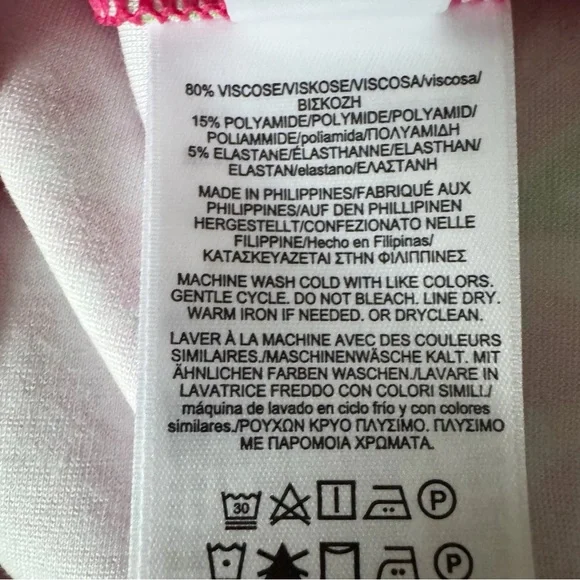 80% VISCOSE/VISKOSE/VISCOSA/viscosa/
ΒΙΣΚΟΖΗ
15% POLYAMIDE/POLYMIDE/POLYAMID/
POLIAMMIDE/poliamida/ΠΟΛΥΑΜΙΔΗ
5% ELASTANE/ÉLASTHANNE/ELASTHAN/
ELASTAN/elastano/ΕΛΑΣΤΑΝΗ
MADE IN PHILIPPINES/FABRIQUÉ AUX
PHILIPPINES/AUF DEN PHILLIPINEN
HERGESTELLT/CONFEZIONATO NELLE
FILIPPINE/Hecho en Filipinas/
ΚΑΤΑΣΚΕΥΑΖΕΤΑΙ ΣΤΗΝ ΦΙΛΙΠΠΙΝΕΣ
MACHINE WASH COLD WITH LIKE COLORS.
GENTLE CYCLE. DO NOT BLEACH. LINE DRY.
WARM IRON IF NEEDED. OR DRYCLEAN.
LAVER À LA MACHINE AVEC DES COULEURS
SIMILAIRES./MASCHINENWÄSCHE KALT. MIT
ÄHNLICHEN FARBEN WASCHEN./LAVARE IN
LAVATRICE FREDDO CON COLORI SIMILI./
máquina de lavado en ciclo frío y con colores
similares./ΡΟΥΧΩΝ ΚΡΥΟ ΠΛΥΣΙΜΟ. ΠΛΥΣΙΜΟ
ΜΕ ΠΑΡΟΜΟΙΑ ΧΡΩΜΑΤΑ.
30 P
P